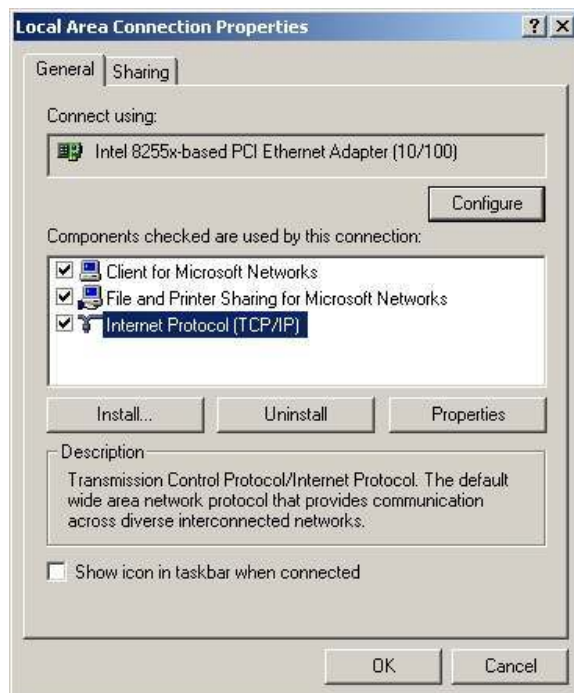 Local Area Connection Properties
General
Sharing
Connect using:
Intel 8255x-based PCI Ethernet Adapter (10/100)
Configure
Components checked are used by this connection:
Client for Microsoft Networks
File and Printer Sharing for Microsoft Networks
Internet Protocol (TCP/IP)
Install...
Uninstall
Properties
Description
Transmission Control Protocol/Internet Protocol. The default
wide area network protocol that provides communication
across diverse interconnected networks.
Show icon in taskbar when connected
OK
Cancel